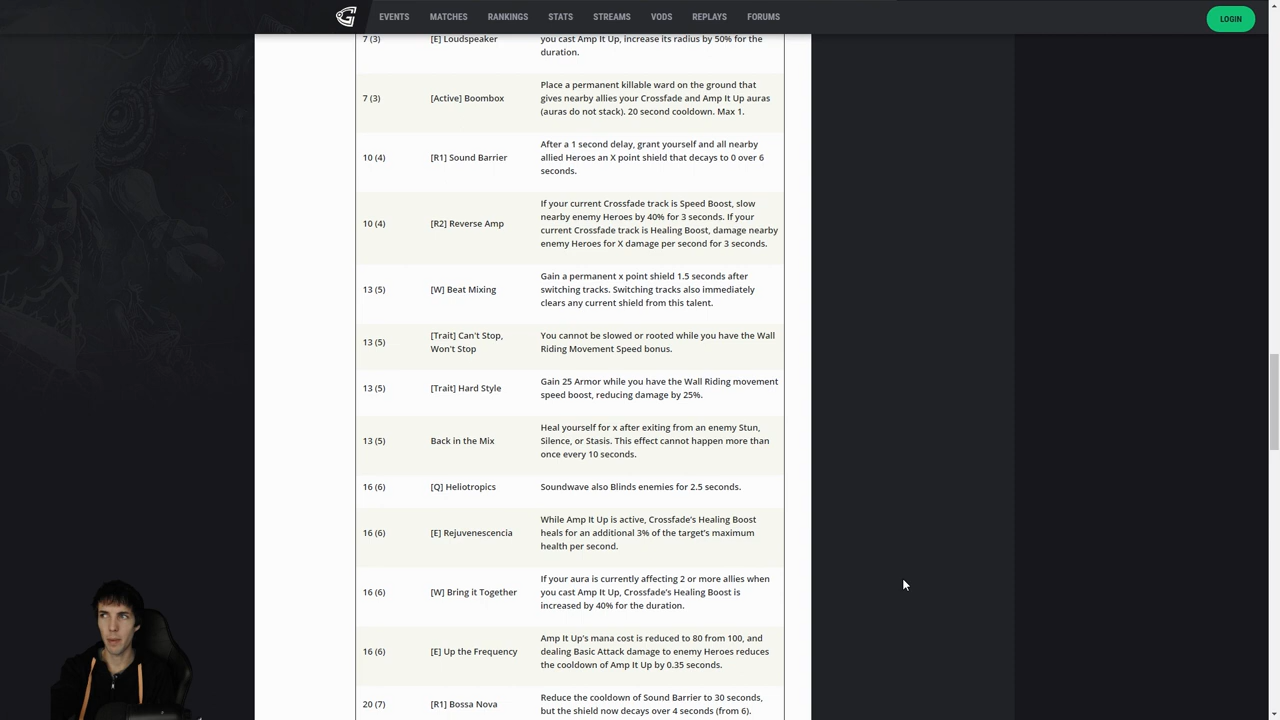 EVENTS MATCHES RANKINGS STATS STREAMS VODS REPLAYS FORUMS LOGIN
7 (3) [E] Loudspeaker you cast Amp It Up, increase its radius by 50% for the
duration.
Place a permanent killable ward on the ground that
7 (3) [Active] Boombox gives nearby allies your Crossfade and Amp It Up auras
(auras do not stack). 20 second cooldown. Max 1.
After a 1 second delay, grant yourself and all nearby
10 (4) [R1] Sound Barrier allied Heroes an X point shield that decays to 0 over 6
seconds.
If your current Crossfade track is Speed Boost, slow
nearby enemy Heroes by 40% for 3 seconds. If your
10 (4) [R2] Reverse Amp
current Crossfade track is Healing Boost, damage nearby
enemy Heroes for X damage per second for 3 seconds.
Gain a permanent x point shield 1.5 seconds after
13 (5) [W] Beat Mixing switching tracks. Switching tracks also immediately
clears any current shield from this talent.
[Trait] Can't Stop, You cannot be slowed or rooted while you have the Wall
13 (5)
Won't Stop Riding Movement Speed bonus.
Gain 25 Armor while you have the Wall Riding movement
13 (5) [Trait] Hard Style
speed boost, reducing damage by 25%.
Heal yourself for x after exiting from an enemy Stun,
13 (5) Back in the Mix Silence, or Stasis. This effect cannot happen more than
once every 10 seconds.
16 (6) [Q] Heliotropics Soundwave also Blinds enemies for 2.5 seconds.
While Amp It Up is active, Crossfade's Healing Boost
16 (6) [E] Rejuvenescencia heals for an additional 3% of the target's maximum
health per second.
If your aura is currently affecting 2 or more allies when
16 (6) [W] Bring it Together you cast Amp It Up, Crossfade's Healing Boost is
increased by 40% for the duration.
Amp It Up's mana cost is reduced to 80 from 100, and
16 (6) [E] Up the Frequency dealing Basic Attack damage to enemy Heroes reduces
the cooldown of Amp It Up by 0.35 seconds.
Reduce the cooldown of Sound Barrier to 30 seconds,
20 (7) [R1] Bossa Nova
but the shield now decays over 4 seconds (from 6).